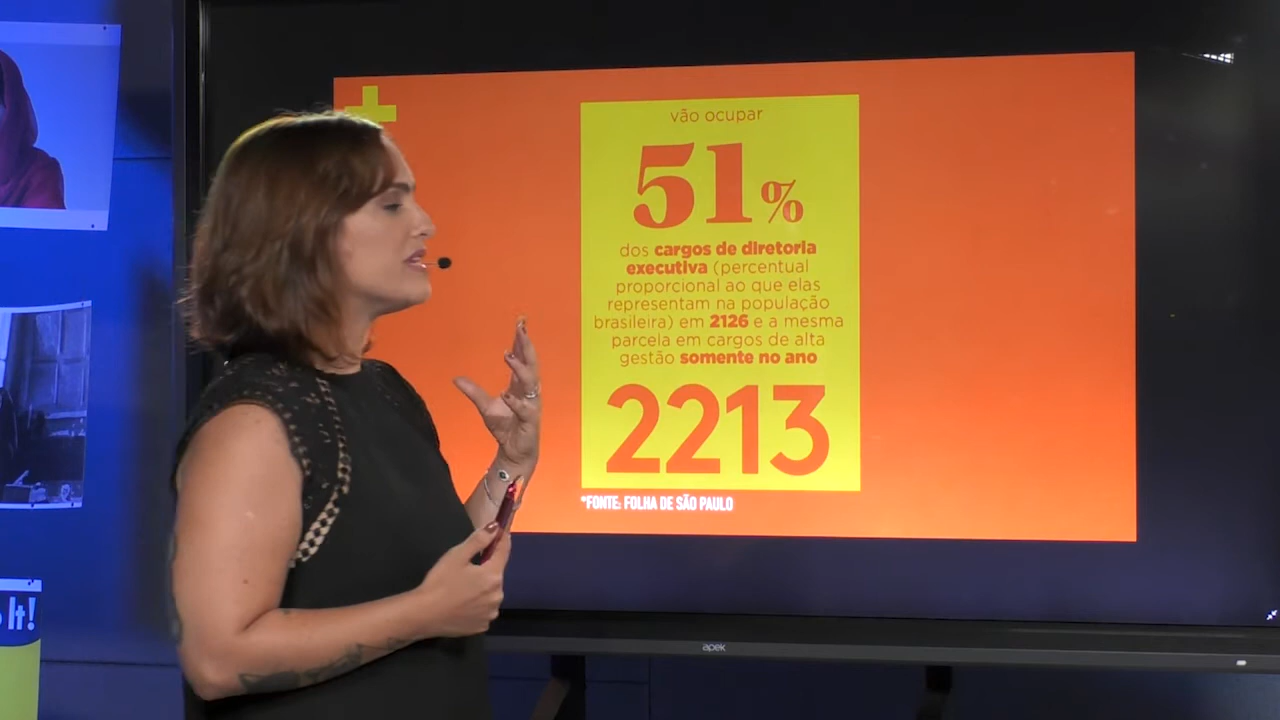 vão ocupar
51%
dos cargos de diretoria
executiva (percentual
proporcional ao que elas
representam na população
brasileira) em 2126 e a mesma
parcela em cargos de alta
gestão somente no ano
2213
*FONTE: FOLHA DE SÃO PAULO
It!
apek